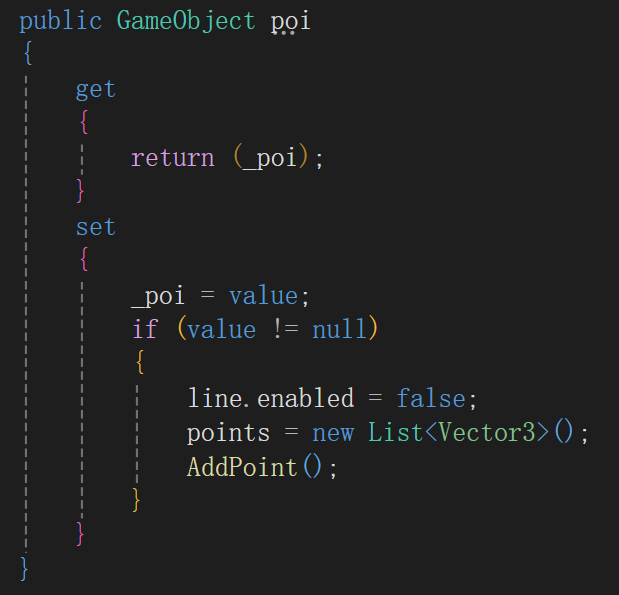 public GameObject poi
{
    get
    {
        return (_poi);
    }
    set
    {
        _poi = value;
        if (value != null)
        {
            line.enabled = false;
            points = new List<Vector3>();
            AddPoint();
        }
    }
}